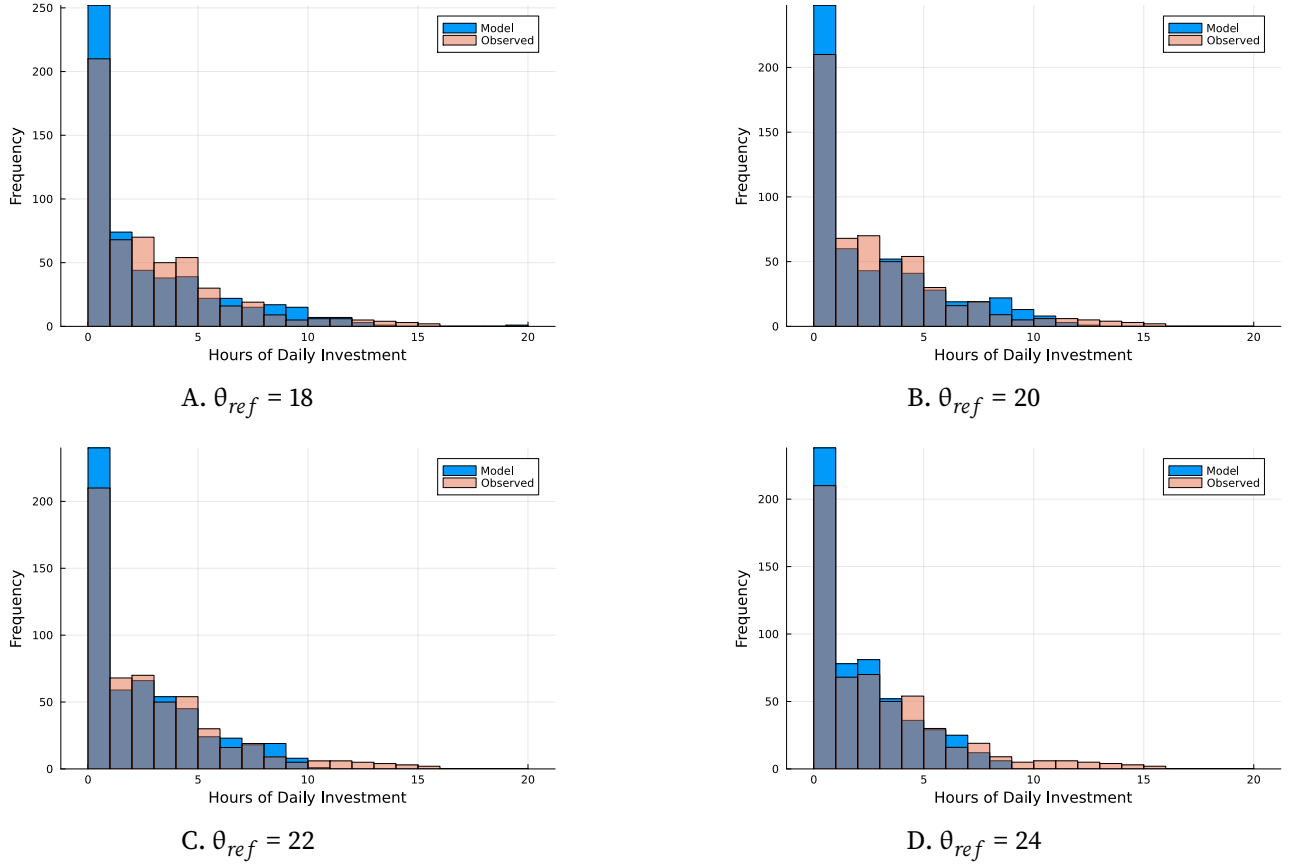 250
200
150
100
50
0
Frequency
0 5 10 15 20
Hours of Daily Investment
Model
Observed
A. θref = 18
200
150
100
50
0
Frequency
0 5 10 15 20
Hours of Daily Investment
Model
Observed
B. θref = 20
200
150
100
50
0
Frequency
0 5 10 15 20
Hours of Daily Investment
Model
Observed
C. θref = 22
200
150
100
50
0
Frequency
0 5 10 15 20
Hours of Daily Investment
Model
Observed
D. θref = 24